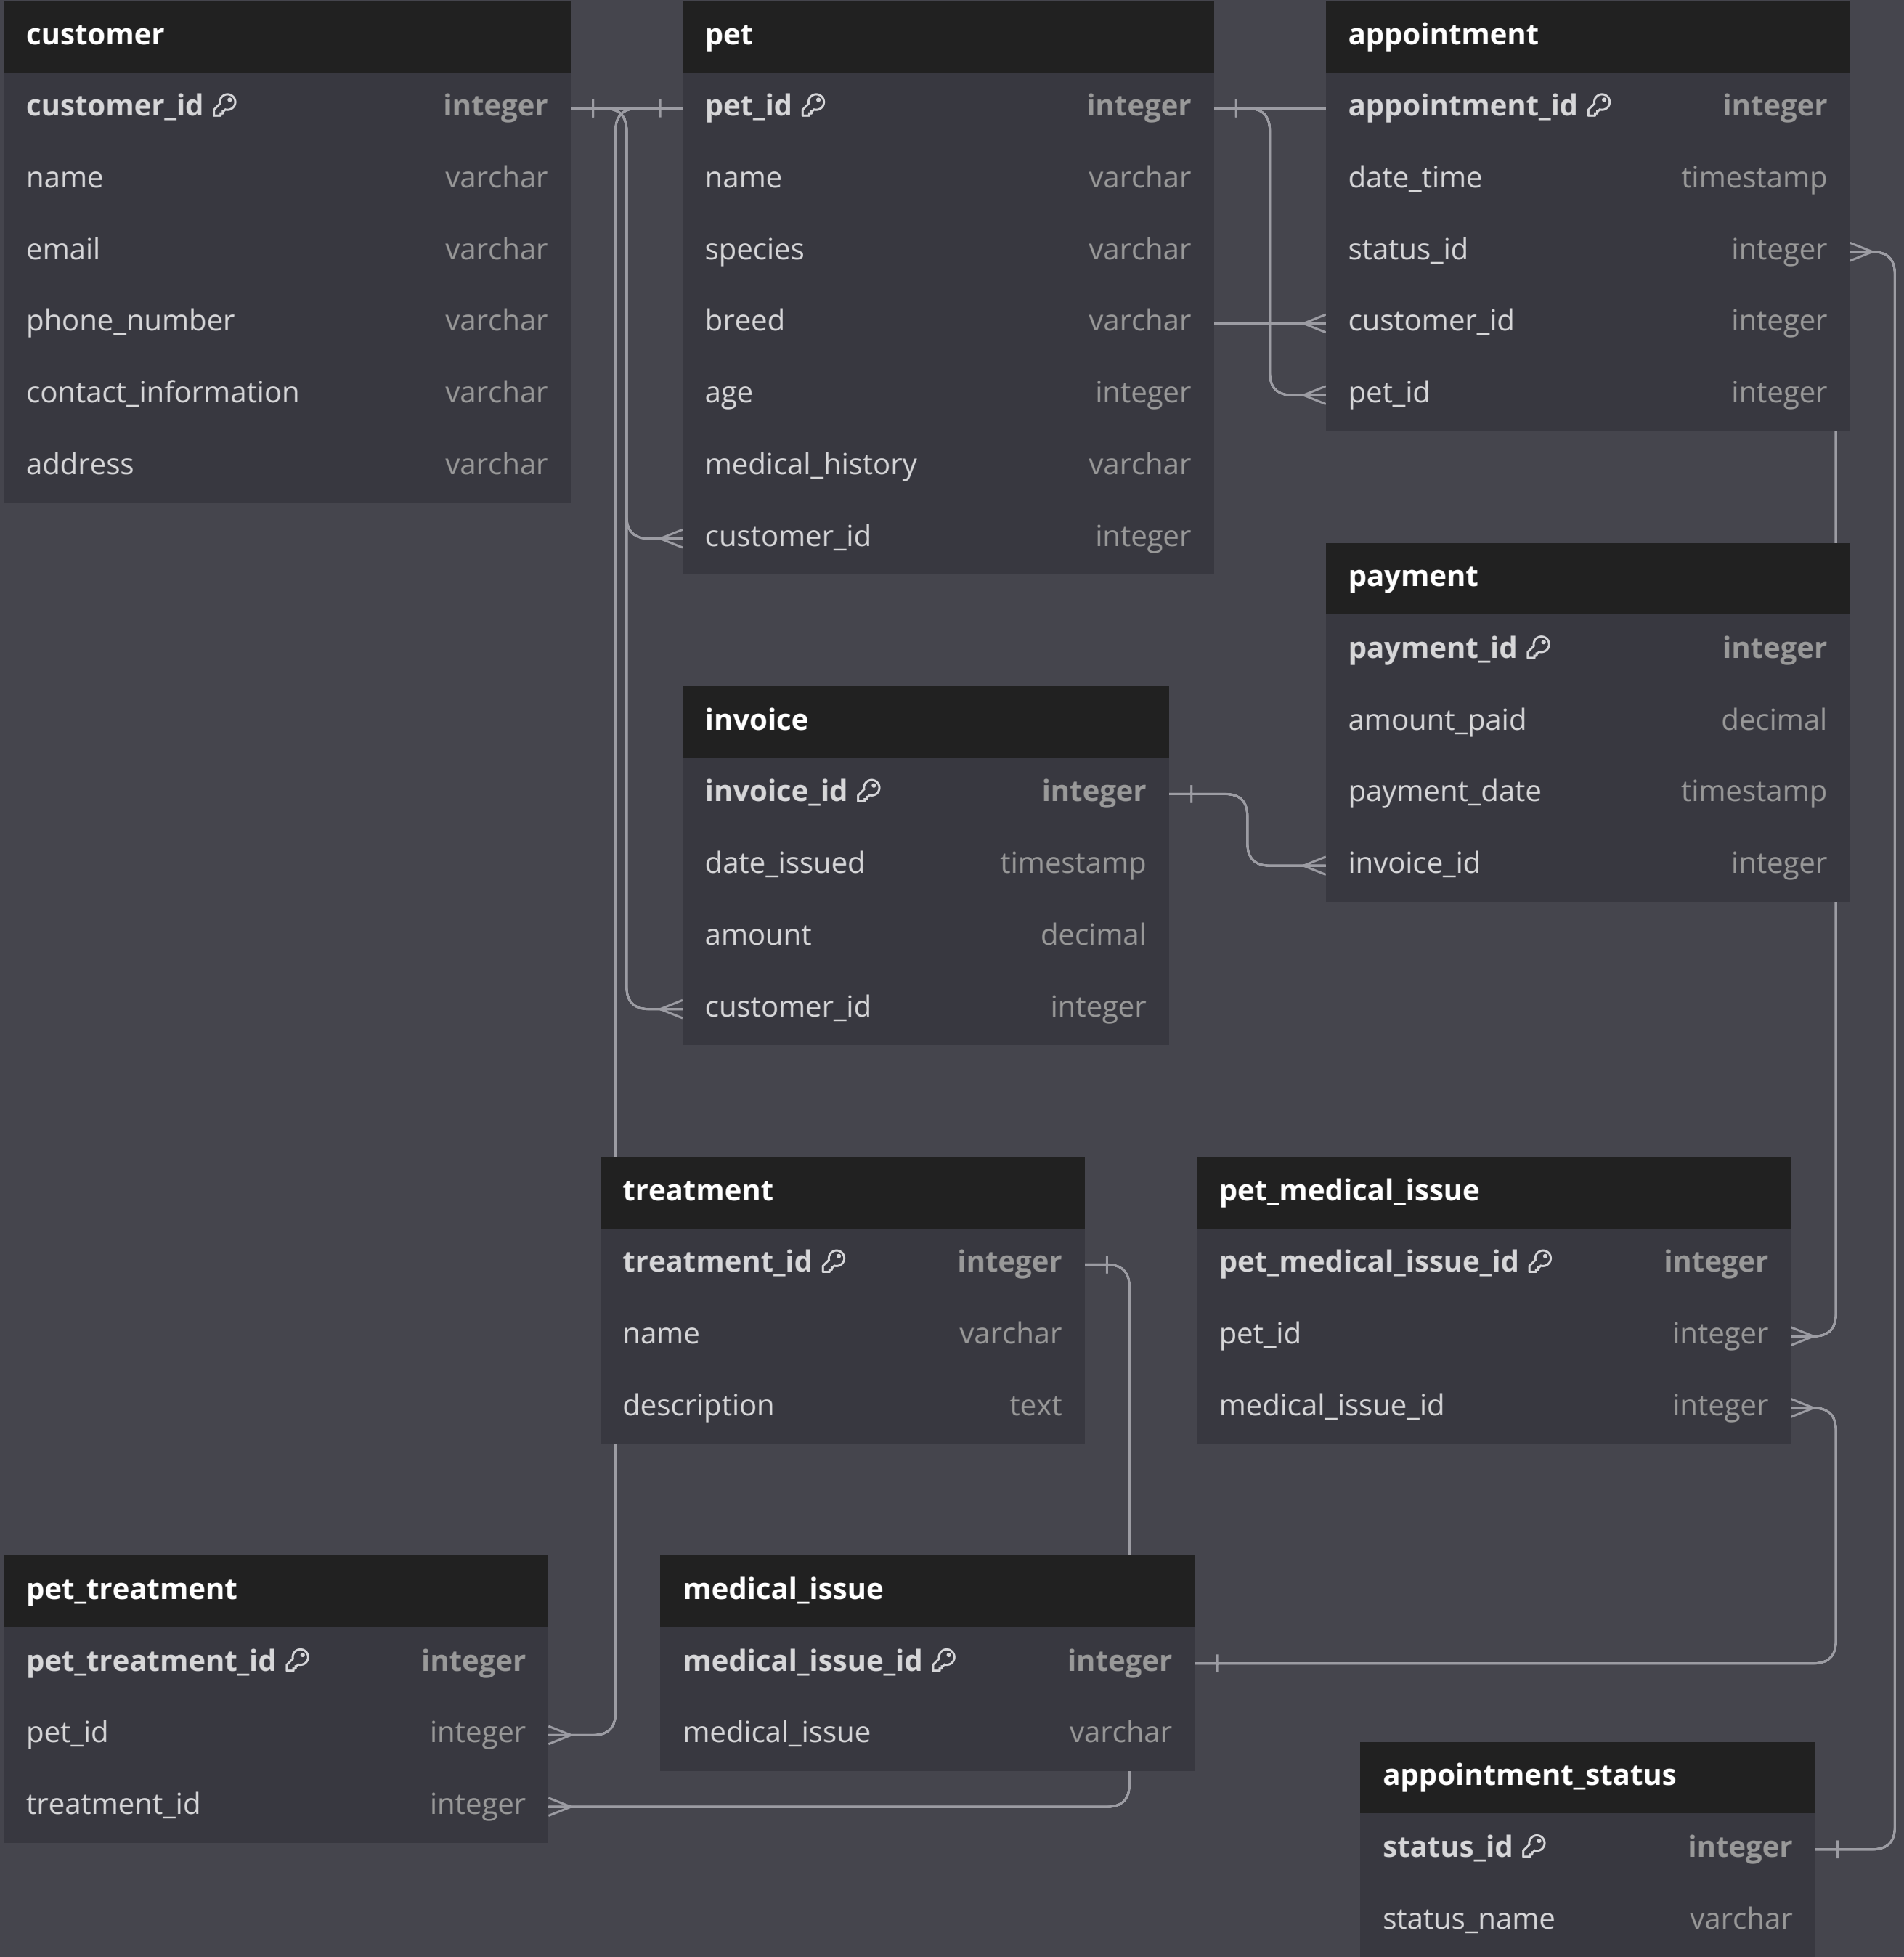 customer
customer_id integer
name varchar
email varchar
phone_number varchar
contact_information varchar
address varchar
pet
pet_id integer
name varchar
species varchar
breed varchar
age integer
medical_history varchar
customer_id integer
appointment
appointment_id integer
date_time timestamp
status_id integer
customer_id integer
pet_id integer
payment
payment_id integer
amount_paid decimal
payment_date timestamp
invoice_id integer
invoice
invoice_id integer
date_issued timestamp
amount decimal
customer_id integer
treatment
treatment_id integer
name varchar
description text
pet_medical_issue
pet_medical_issue_id integer
pet_id integer
medical_issue_id integer
pet_treatment
pet_treatment_id integer
pet_id integer
treatment_id integer
medical_issue
medical_issue_id integer
medical_issue varchar
appointment_status
status_id integer
status_name varchar